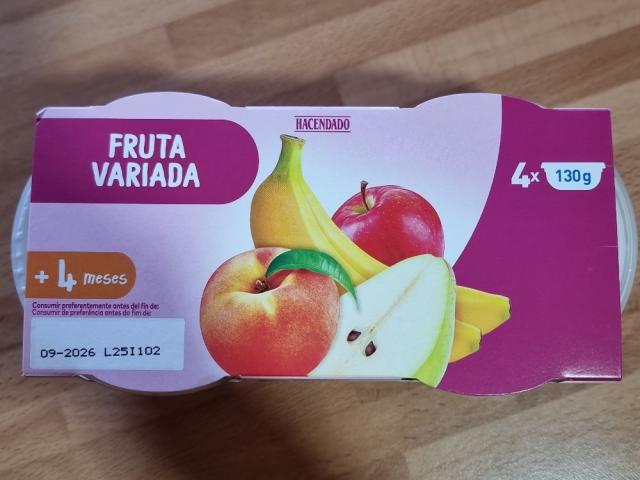 HACENDADO
FRUTA
VARIADA
4x 130g
+4 meses
Consumir preferentemente antes del fin de:
Consumir de preferência antes do fim de:
09-2026 L25I102